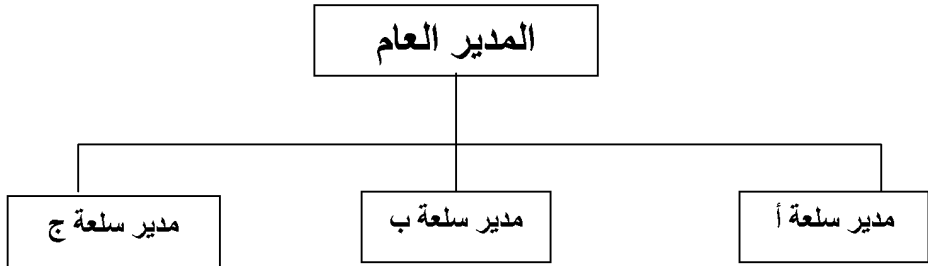 المدير العام
مدير سلعة أ
مدير سلعة ب
مدير سلعة ج